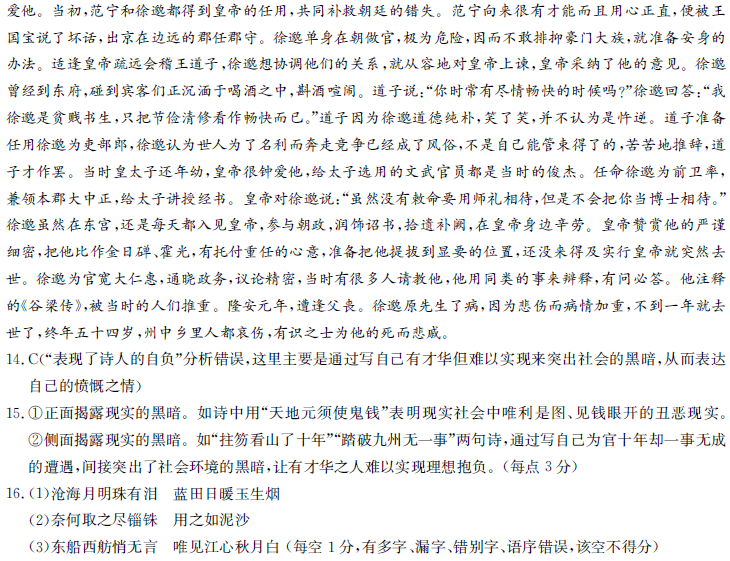 爱他。当初,范宁和徐邈都得到皇帝的任用,共同补救朝廷的错失。范宁向来很有才能而且用心正直,便被王
国宝说了坏话,出京在边远的郡任郡守。徐邈单身在朝做官,极为危险,因而不敢排抑豪门大族,就准备安身的
办法。适逢皇帝疏远会稽王道子,徐邈想协调他们的关系,就从容地对皇帝上谏,皇帝采纳了他的意见。徐邈
曾经到东府,碰到宾客们正沉湎于喝酒之中,斟酒喧闹。道子说:“你时常有尽情畅快的时候吗?”徐邈回答:“我
徐邈是贫贱书生,只把节俭清修看作畅快而已。”道子因为徐邈道德纯朴,笑了笑,并不认为是忤逆。道子准备
任用徐邈为吏部郎,徐邈认为世人为了名利而奔走竞争已经成了风俗,不是自己能管束得了的,苦苦地推辞,道
子才作罢。当时皇太子还年幼,皇帝很钟爱他,给太子选用的文武官员都是当时的俊杰。任命徐邈为前卫率,
兼领本郡大中正,给太子讲授经书。皇帝对徐邈说:“虽然没有敕命要用师礼相待,但是不会把你当博士相待。”
徐邈虽然在东宫,还是每天都入见皇帝,参与朝政,润饰诏书,拾遗补阙,在皇帝身边辛劳。皇帝赞赏他的严谨
细密,把他比作金日磾、霍光,有托付重任的心意,准备把他提拔到显要的位置,还没来得及实行皇帝就突然去
世。徐邈为官宽大仁惠,通晓政务,议论精密,当时有很多人请教他,他用同类的事来辩释,有问必答。他注释
的《谷梁传》,被当时的人们推重。隆安元年,遭逢父丧。徐邈原先生了病,因为悲伤而病情加重,不到一年就去
世了,终年五十四岁,州中乡里人都哀伤,有识之士为他的死而悲戚。
14.C(“表现了诗人的自负”分析错误,这里主要是通过写自己有才华但难以实现来突出社会的黑暗,从而表达
自己的愤慨之情)
15.①正面揭露现实的黑暗。如诗中用“天地元须使鬼钱”表明现实社会中唯利是图、见钱眼开的丑恶现实。
②侧面揭露现实的黑暗。如“拄笏看山了十年”“踏破九州无一事”两句诗,通过写自己为官十年却一事无成
的遭遇,间接突出了社会环境的黑暗,让有才华之人难以实现理想抱负。(每点 3 分)
16.(1)沧海月明珠有泪 蓝田日暖玉生烟
(2)奈何取之尽锱铢 用之如泥沙
(3)东船西舫悄无言 唯见江心秋月白(每空 1 分,有多字、漏字、错别字、语序错误,该空不得分)